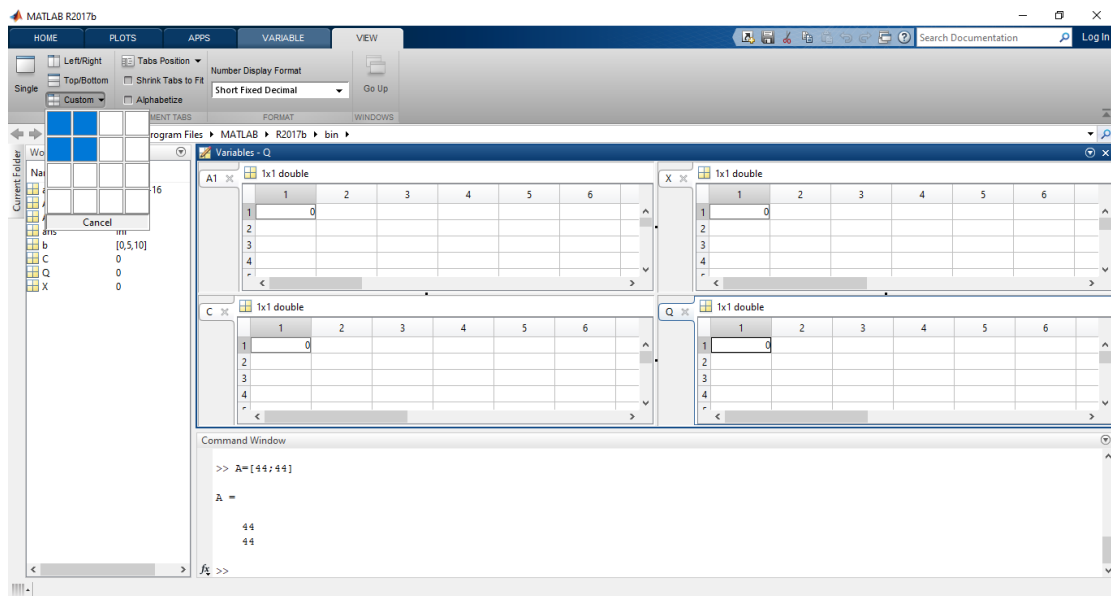 MATLAB R2017b
HOME PLOTS APPS VARIABLE VIEW Search Documentation Log In
Left/Right Tabs Position
Top/Bottom Shrink Tabs to Fit Number Display Format
Single Custom Alphabetize Short Fixed Decimal Go Up
MENT TABS FORMAT WINDOWS
rogram Files MATLAB R2017b bin
Current Folder
Wo Variables - Q
Na A1 1x1 double X 1x1 double
1 2 3 4 5 6 1 2 3 4 5 6
-16
1 0 1 0
2 2
3 3
4 4
Cancel
ans Inf
b [0,5,10]
C 0
Q 0
X 0
C 1x1 double Q 1x1 double
1 2 3 4 5 6 1 2 3 4 5 6
1 0 1 0
2 2
3 3
4 4
Command Window
>> A=[44;44]
A =
44
44
fx >>